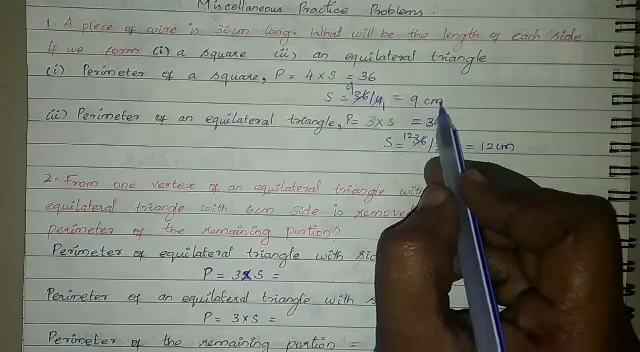 Miscellaneous Practice Problems.
1. A piece of wire is 36cm long. What will be the length of each side
if we form (i) a square (ii) an equilateral triangle.
(i) Perimeter of a square, P = 4 × S = 36
S = 9 36/4 1 = 9 cm
(ii) Perimeter of an equilateral triangle, P= 3 × S = 3
S = 12 36/ = 12cm
2. From one vertex of an equilateral triangle with
equilateral triangle with 6cm side is removed
perimeter of the remaining portion?
Perimeter of equilateral triangle with
P = 3 × S =
Perimeter of an equilateral triangle with
P = 3 × S =
Perimeter of the remaining portion =